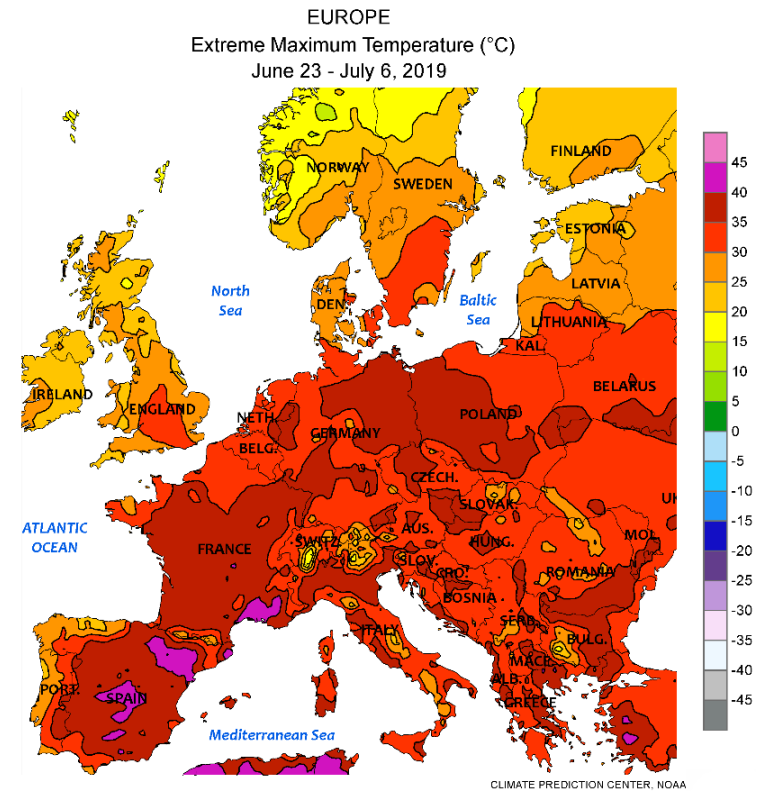 EUROPE
Extreme Maximum Temperature (°C)
June 23 - July 6, 2019
FINLAND
NORWAY
SWEDEN
ESTONIA
LATVIA
LITHUANIA
KAL.
North
Sea
DEN.
Baltic
Sea
BELARUS
IRELAND
ENGLAND
NETH.
BELG.
GERMANY
POLAND
CZECH.
SLOVAK.
UK
ATLANTIC
OCEAN
FRANCE
SWITZ.
AUS.
HUNG.
MOL.
SLOV.
CRO.
ROMANIA
BOSNIA
ITALY
SERB.
BULG.
MACE.
ALB.
GREECE
PORT.
SPAIN
Mediterranean Sea
45
40
35
30
25
20
15
10
5
0
-5
-10
-15
-20
-25
-30
-35
-40
-45
CLIMATE PREDICTION CENTER, NOAA